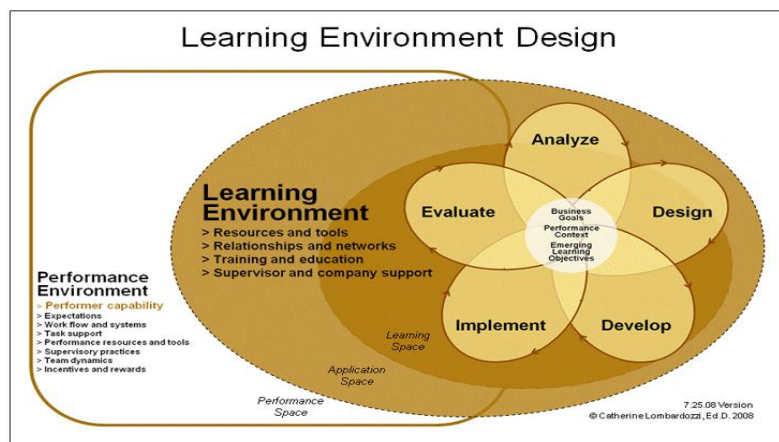 Learning Environment Design
Analyze
Learning
Environment
> Resources and tools
> Relationships and networks
> Training and education
> Supervisor and company support
Evaluate
Business
Goals
Performance
Context
Emerging
Learning
Objectives
Design
Performance
Environment
> Performer capability
> Expectations
> Work flow and systems
> Task support
> Performance resources and tools
> Supervisory practices
> Team dynamics
> Incentives and rewards
Implement
Develop
Learning
Space
Application
Space
Performance
Space
7.25.08 Version
© Catherine Lombardozzi, Ed.D. 2008